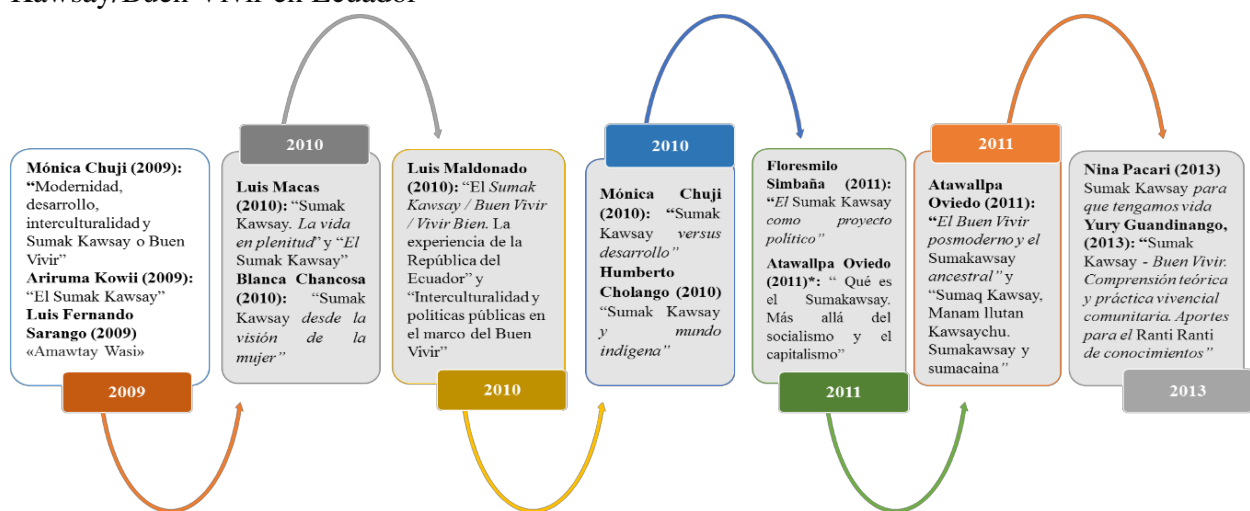 Kawsay/Buen Vivir en Ecuador
Mónica Chuji (2009):
“Modernidad,
desarrollo,
interculturalidad y
Sumak Kawsay o Buen
Vivir”
Ariruma Kowii (2009):
“El Sumak Kawsay”
Luis Fernando
Sarango (2009)
«Amawtay Wasi»
2009
2010
Luis Macas
(2010): “Sumak
Kawsay. La vida
en plenitud” y “El
Sumak Kawsay”
Blanca Chancosa
(2010): “Sumak
Kawsay desde la
visión de la
mujer”
Luis Maldonado
(2010): “El Sumak
Kawsay / Buen Vivir
/ Vivir Bien. La
experiencia de la
República del
Ecuador” y
“Interculturalidad y
políticas públicas en
el marco del Buen
Vivir”
2010
2010
Mónica Chuji
(2010): “Sumak
Kawsay versus
desarrollo”
Humberto
Cholango (2010)
“Sumak Kawsay
y mundo
indígena”
Floresmilo
Simbaña (2011):
“El Sumak Kawsay
como proyecto
político”
Atawallpa Oviedo
(2011)*: “ Qué es
el Sumakawsay.
Más allá del
socialismo y el
capitalismo”
2011
2011
Atawallpa
Oviedo (2011):
“El Buen Vivir
posmoderno y el
Sumakawsay
ancestral” y
“Sumaq Kawsay,
Manam llutan
Kawsaychu.
Sumakawsay y
sumacaina”
Nina Pacari (2013)
Sumak Kawsay para
que tengamos vida
Yury Guandinango,
(2013): “Sumak
Kawsay - Buen Vivir.
Comprensión teórica
y práctica vivencial
comunitaria. Aportes
para el Ranti Ranti
de conocimientos”
2013